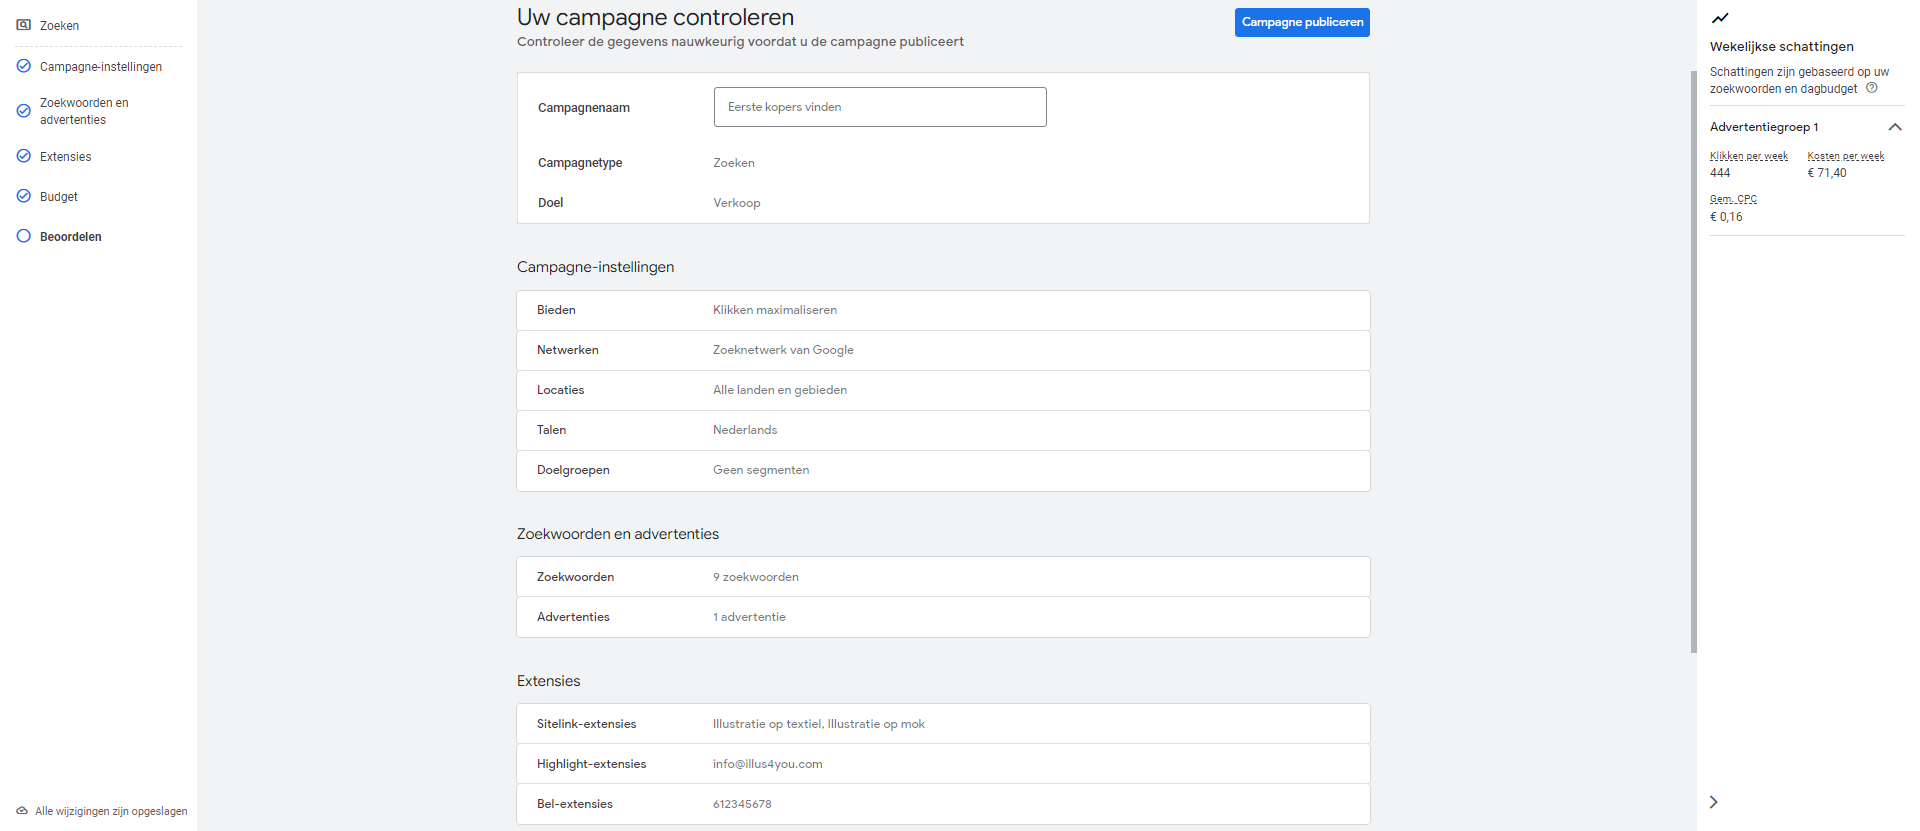 Zoeken
Campagne-instellingen
Zoekwoorden en
advertenties
Extensies
Budget
Beoordelen
Alle wijzigingen zijn opgeslagen
Uw campagne controleren
Controleer de gegevens nauwkeurig voordat u de campagne publiceert
Campagne publiceren
Campagnenaam Eerste kopers vinden
Campagnetype Zoeken
Doel Verkoop
Campagne-instellingen
Bieden Klikken maximaliseren
Netwerken Zoeknetwerk van Google
Locaties Alle landen en gebieden
Talen Nederlands
Doelgroepen Geen segmenten
Zoekwoorden en advertenties
Zoekwoorden 9 zoekwoorden
Advertenties 1 advertentie
Extensies
Sitelink-extensies Illustratie op textiel, Illustratie op mok
Highlight-extensies info@illus4you.com
Bel-extensies 612345678
Wekelijkse schattingen
Schattingen zijn gebaseerd op uw
zoekwoorden en dagbudget
Advertentiegroep 1
Klikken per week Kosten per week
444 € 71,40
Gem. CPC
€ 0,16